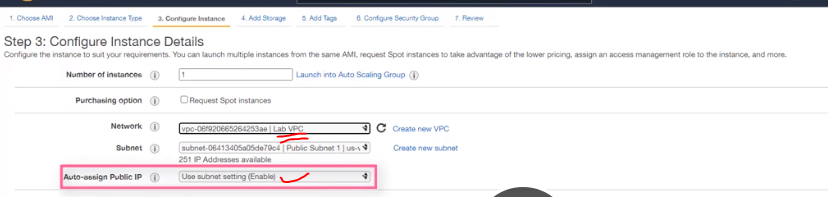 1. Choose AMI 2. Choose Instance Type 3. Configure Instance 4. Add Storage 5. Add Tags 6. Configure Security Group 7. Review
Step 3: Configure Instance Details
Configure the instance to suit your requirements. You can launch multiple instances from the same AMI, request Spot instances to take advantage of the lower pricing, assign an access management role to the instance, and more.
Number of instances 1 Launch into Auto Scaling Group
Purchasing option Request Spot instances
Network vpc-06f920665264253ae | Lab VPC Create new VPC
Subnet subnet-06413405a05de79c4 | Public Subnet 1 | us-v Create new subnet
251 IP Addresses available
Auto-assign Public IP Use subnet setting (Enable)